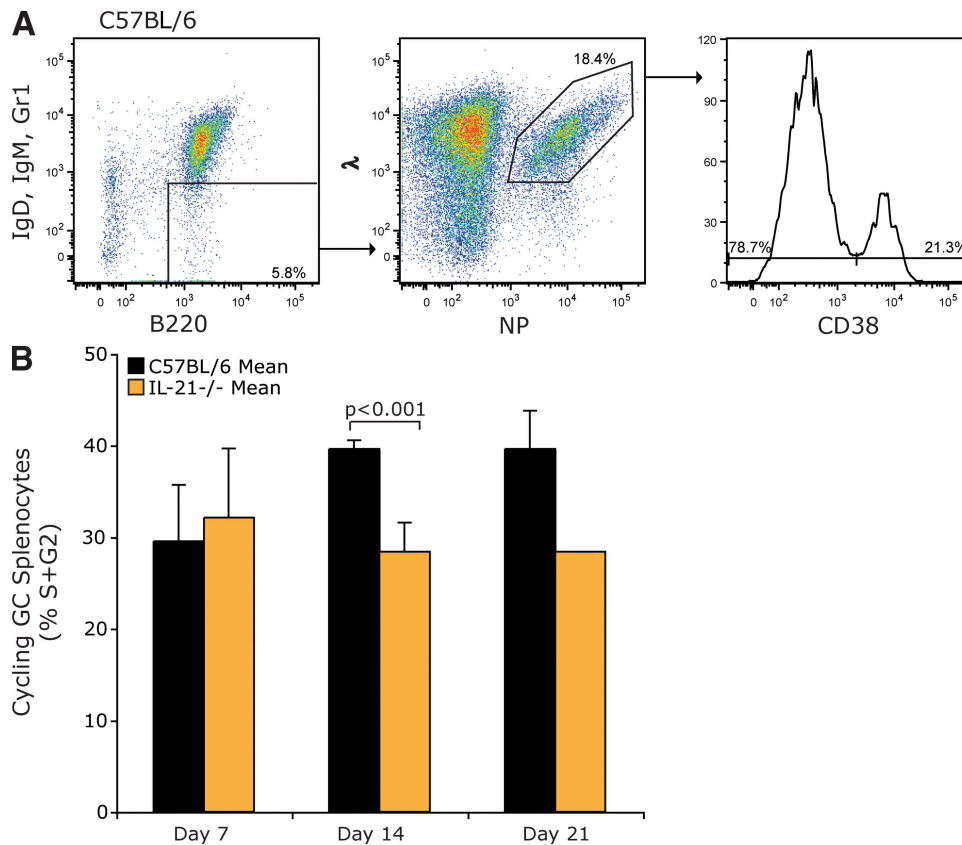 A
C57BL/6
IgD, IgM, Gr1
10^5
10^4
10^3
10^2
0
5.8%
0 10^2 10^3 10^4 10^5
B220
λ
10^5
10^4
10^3
10^2
0
18.4%
0 10^2 10^3 10^4 10^5
NP
120
90
60
30
0
78.7% 21.3%
0 10^2 10^3 10^4 10^5
CD38
B
Cycling GC Splenocytes
(% S+G2)
50
40
30
20
10
0
C57BL/6 Mean
IL-21-/- Mean
p<0.001
Day 7 Day 14 Day 21